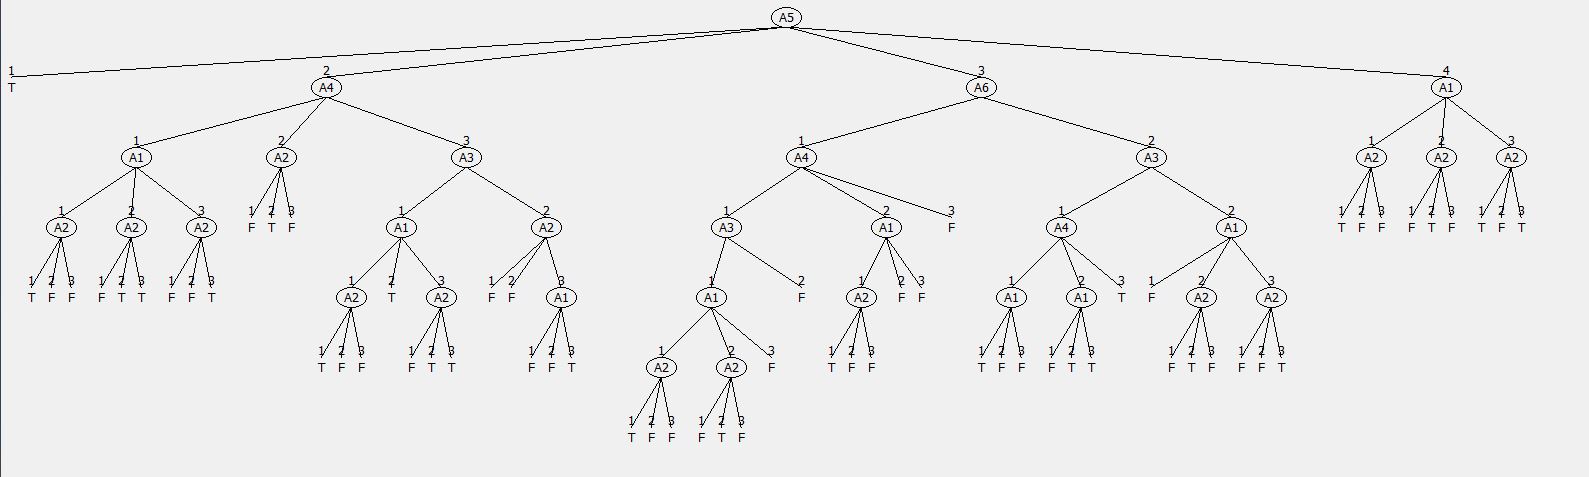 A5
1 2 3 4
T A4 A6 A1
1 2 3 1 2 1 2 3
A1 A2 A3 A4 A3 A2 A2 A2
1 2 3 1 2 3 1 2 1 2 3 1 2 1 2 3 1 2 3 1 2 3
A2 A2 A2 F T F A1 A2 A3 A1 F A4 A1 T F F F T F T F T
1 2 3 1 2 3 1 2 3 1 2 3 1 2 3 1 2 1 2 3 1 2 3 1 2 3
T F F F T T F F T A2 T A2 F F A1 A1 F A2 F F A1 A1 T F A2 A2
1 2 3 1 2 3 1 2 3 1 2 3 1 2 3 1 2 3 1 2 3 1 2 3 1 2 3
T F F F T T F F T A2 A2 F T F F T F F F T T F T F F F T
1 2 3 1 2 3
T F F F T F